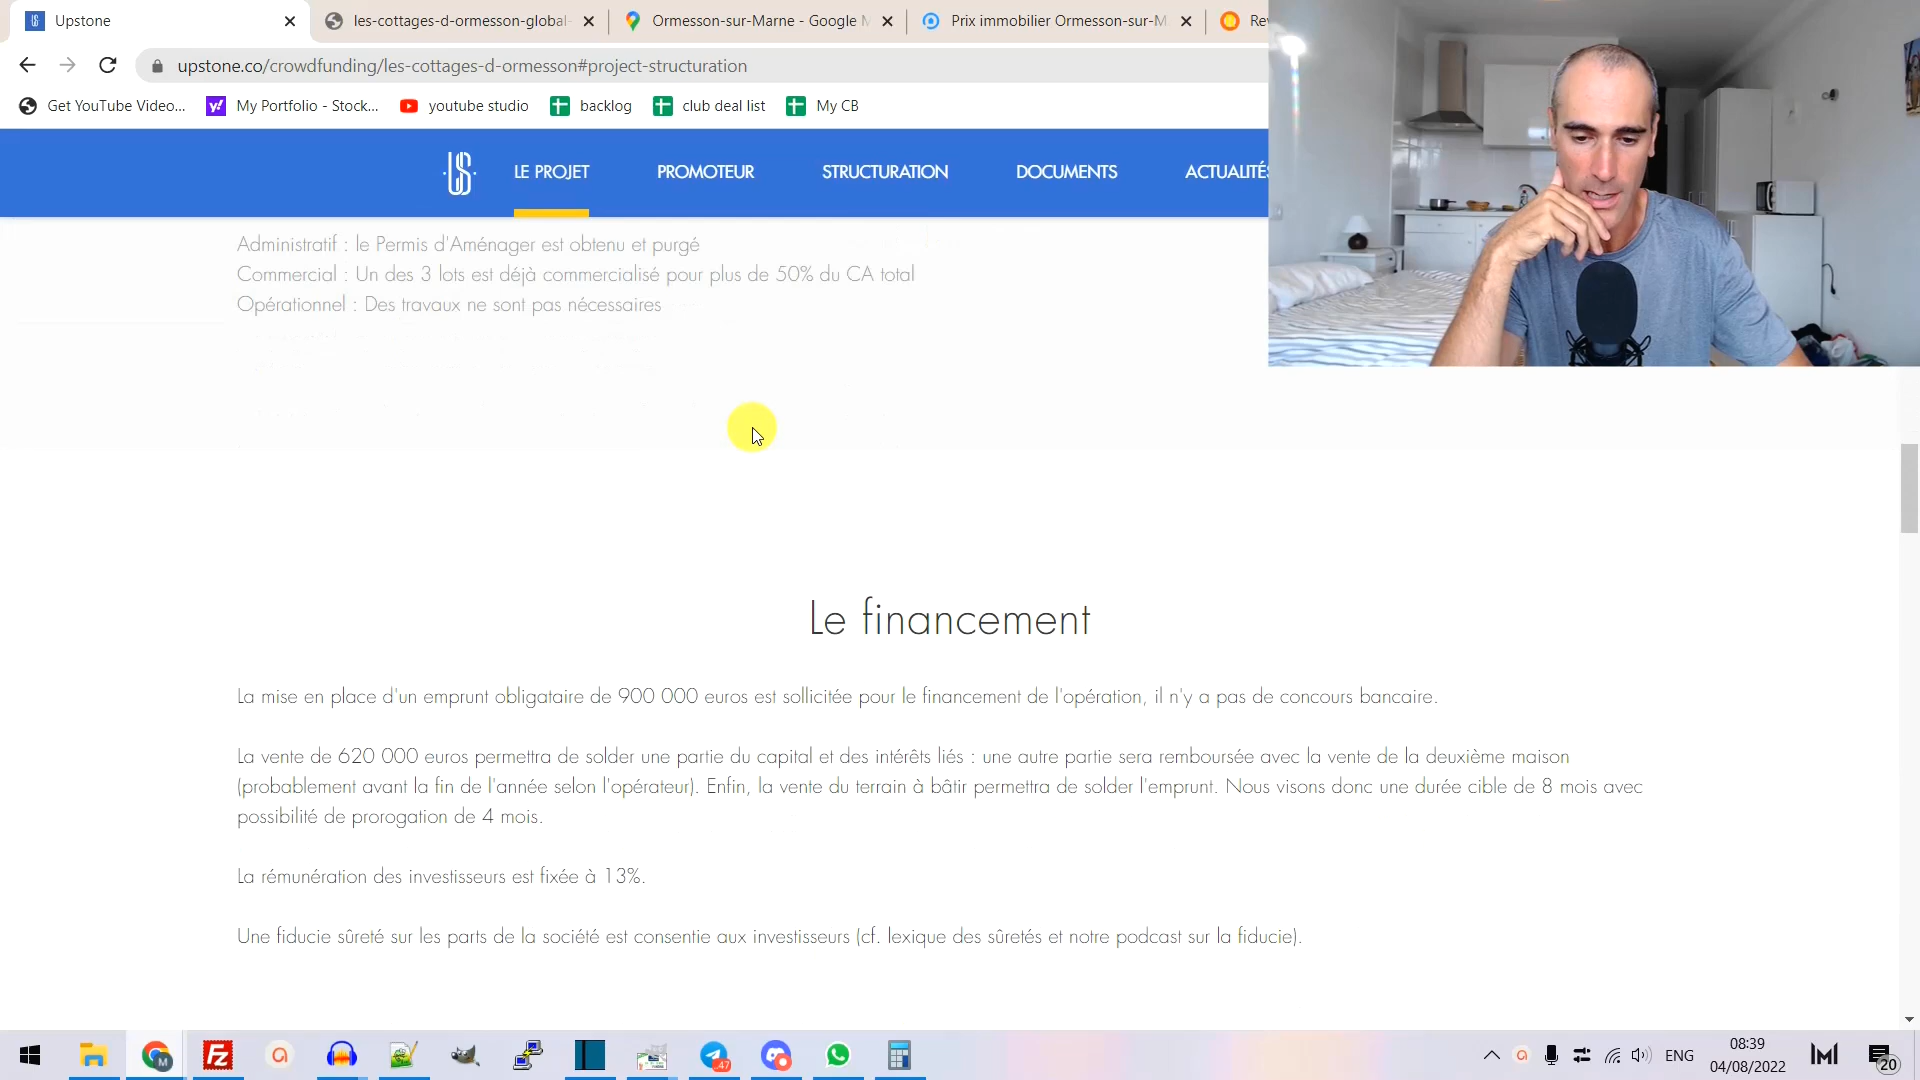 Upstone
les-cottages-d-ormesson-global-
Ormesson-sur-Marne - Google M
Prix immobilier Ormesson-sur-M
Re
upstone.co/crowdfunding/les-cottages-d-ormesson#project-structuration
Get YouTube Video...
My Portfolio - Stock...
youtube studio
backlog
club deal list
My CB
US
LE PROJET
PROMOTEUR
STRUCTURATION
DOCUMENTS
ACTUALITÉS
Administratif : le Permis d'Aménager est obtenu et purgé
Commercial : Un des 3 lots est déjà commercialisé pour plus de 50% du CA total
Opérationnel : Des travaux ne sont pas nécessaires
Le financement
La mise en place d'un emprunt obligataire de 900 000 euros est sollicitée pour le financement de l'opération, il n'y a pas de concours bancaire.
La vente de 620 000 euros permettra de solder une partie du capital et des intérêts liés : une autre partie sera remboursée avec la vente de la deuxième maison
(probablement avant la fin de l'année selon l'opérateur). Enfin, la vente du terrain à bâtir permettra de solder l'emprunt. Nous visons donc une durée cible de 8 mois avec
possibilité de prorogation de 4 mois.
La rémunération des investisseurs est fixée à 13%.
Une fiducie sûreté sur les parts de la société est consentie aux investisseurs (cf. lexique des sûretés et notre podcast sur la fiducie).
ENG
08:39
04/08/2022
20